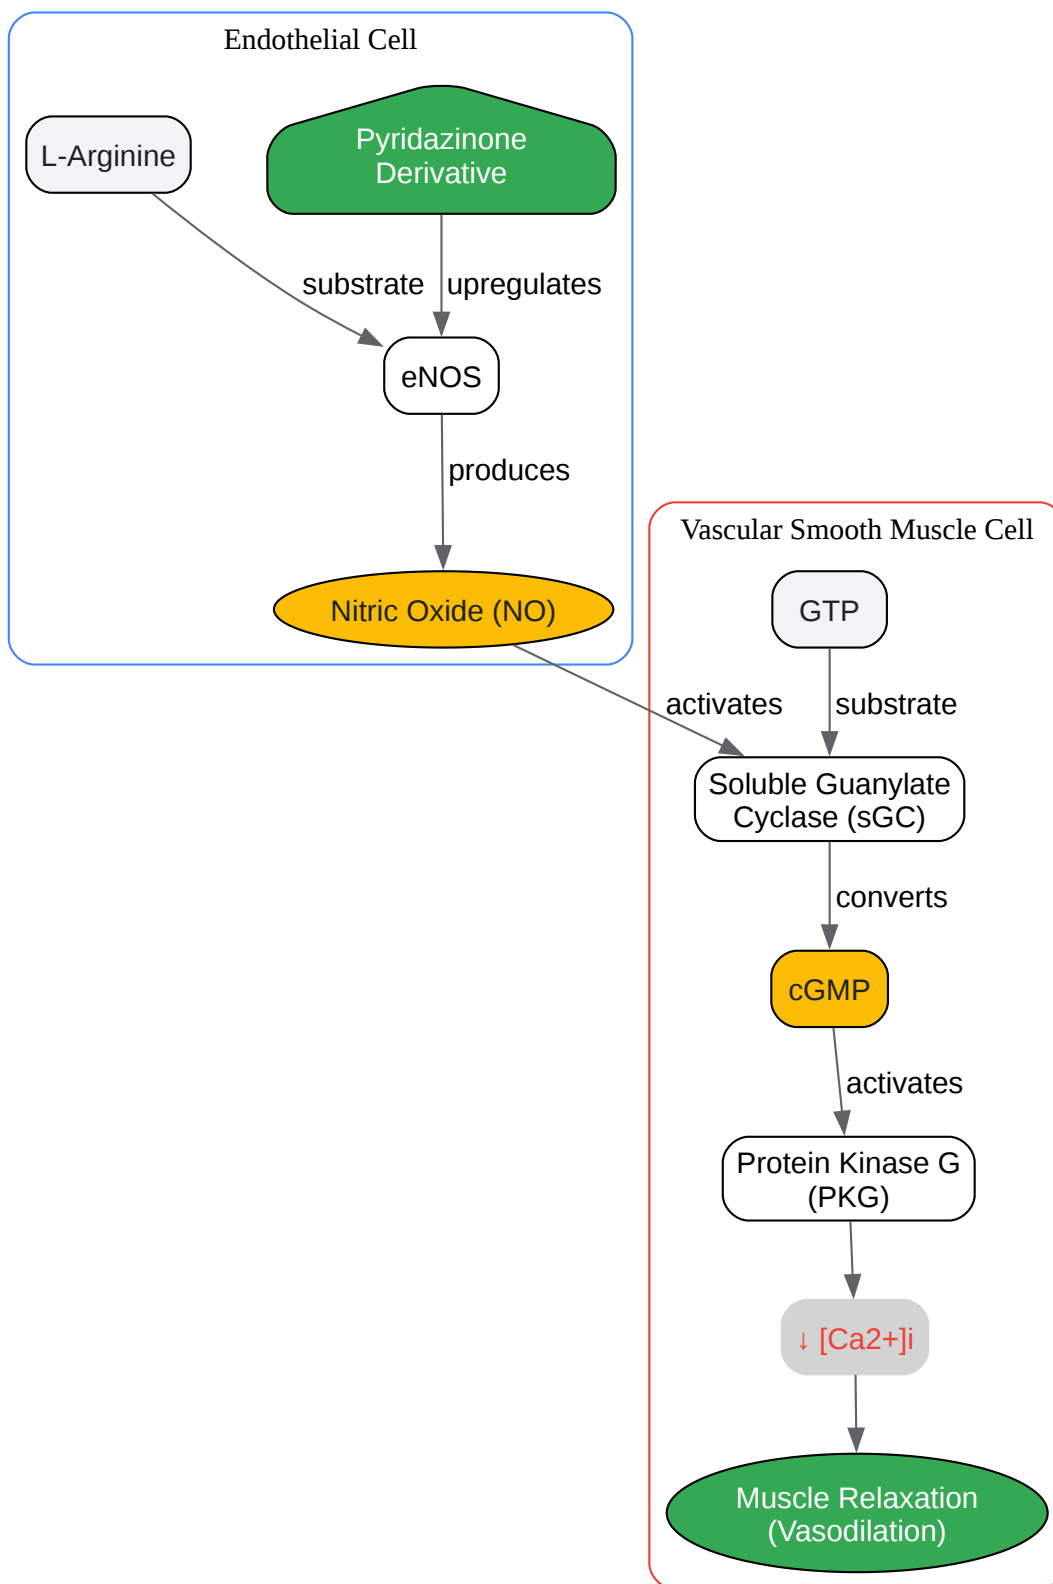 Endothelial Cell
L-Arginine
Pyridazinone
Derivative
substrate
upregulates
eNOS
produces
Nitric Oxide (NO)
Vascular Smooth Muscle Cell
GTP
activates
substrate
Soluble Guanylate
Cyclase (sGC)
converts
cGMP
activates
Protein Kinase G
(PKG)
↓ [Ca2+]i
Muscle Relaxation
(Vasodilation)